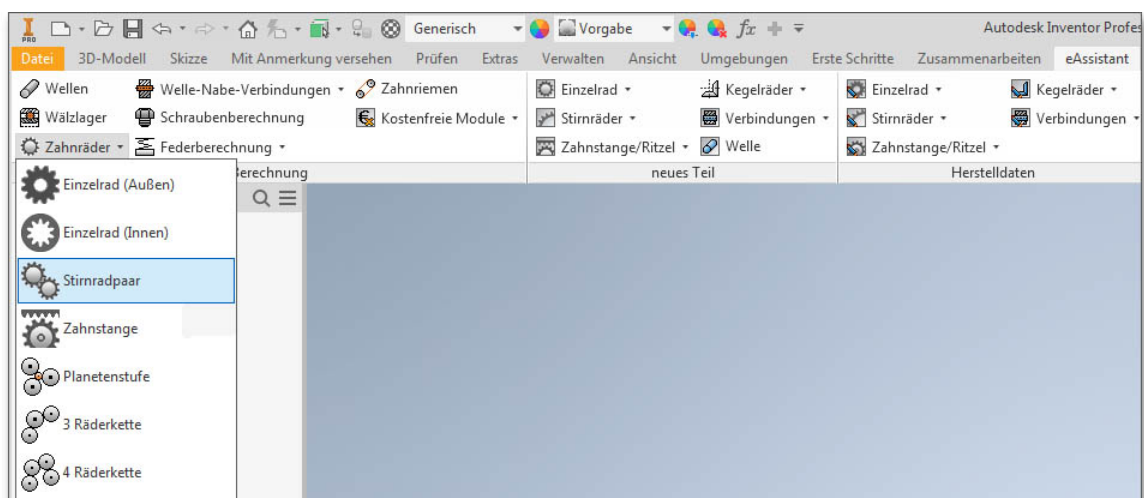 PRO Generisch Vorgabe fx Autodesk Inventor Profes
Datei 3D-Modell Skizze Mit Anmerkung versehen Prüfen Extras Verwalten Ansicht Umgebungen Erste Schritte Zusammenarbeiten eAssistant
Wellen Welle-Nabe-Verbindungen Zahnriemen Einzelrad Kegelräder Einzelrad Kegelräder
Wälzlager Schraubenberechnung Kostenfreie Module Stirnräder Verbindungen Stirnräder Verbindungen
Zahnräder Federberechnung Zahnstange/Ritzel Welle Zahnstange/Ritzel
Berechnung neues Teil Herstelldaten
Einzelrad (Außen)
Einzelrad (Innen)
Stirnradpaar
Zahnstange
Planetenstufe
3 Räderkette
4 Räderkette